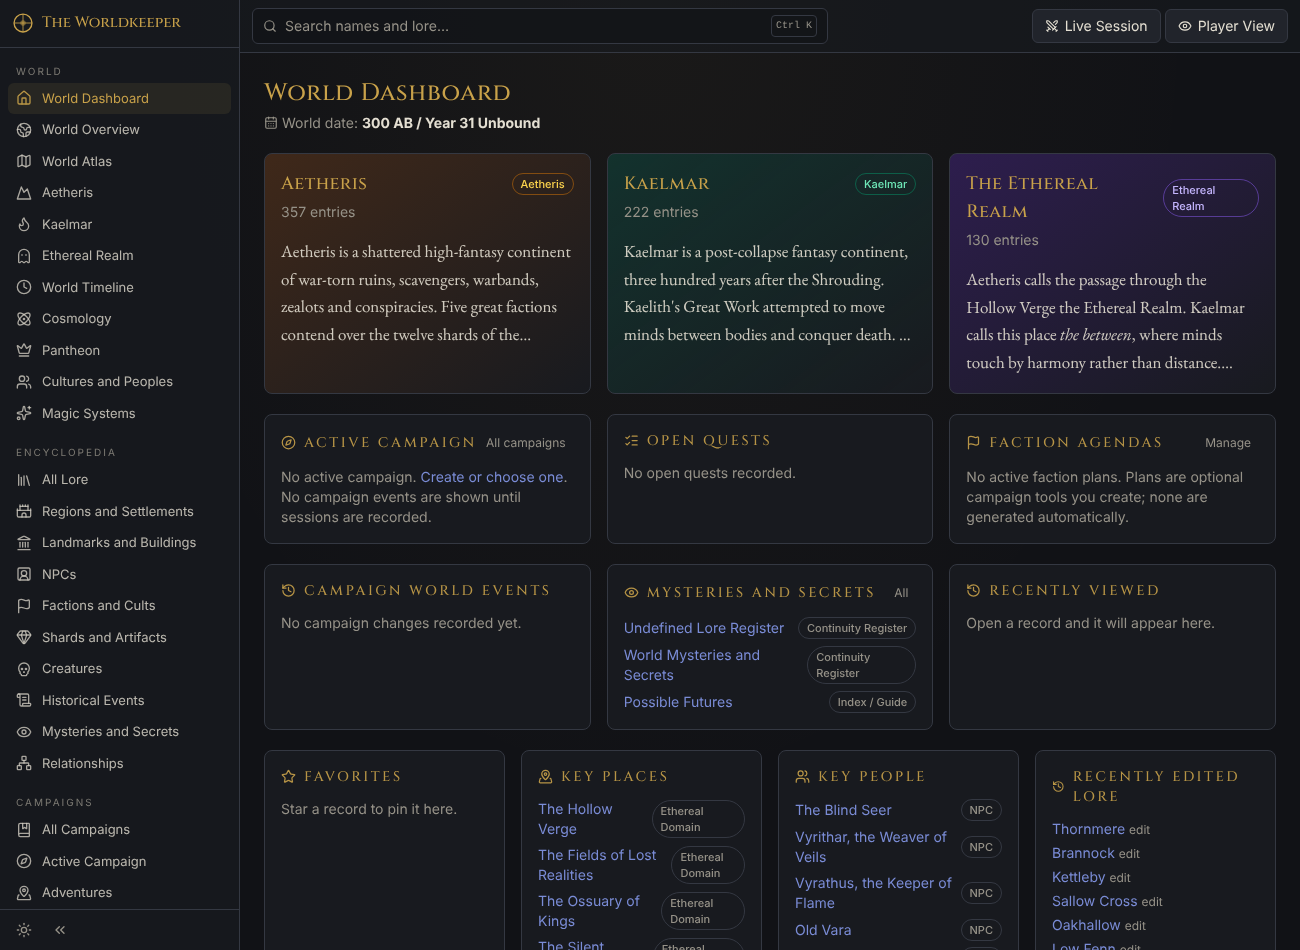 The Worldkeeper
Search names and lore...
Ctrl K
Live Session
Player View
WORLD
World Dashboard
World Overview
World Atlas
Aetheris
Kaelmar
Ethereal Realm
World Timeline
Cosmology
Pantheon
Cultures and Peoples
Magic Systems
ENCYCLOPEDIA
All Lore
Regions and Settlements
Landmarks and Buildings
NPCs
Factions and Cults
Shards and Artifacts
Creatures
Historical Events
Mysteries and Secrets
Relationships
CAMPAIGNS
All Campaigns
Active Campaign
Adventures
World Dashboard
World date: 300 AB / Year 31 Unbound
Aetheris
Aetheris
357 entries
Aetheris is a shattered high-fantasy continent
of war-torn ruins, scavengers, warbands,
zealots and conspiracies. Five great factions
contend over the twelve shards of the...
Kaelmar
Kaelmar
222 entries
Kaelmar is a post-collapse fantasy continent,
three hundred years after the Shrouding.
Kaelith's Great Work attempted to move
minds between bodies and conquer death. ...
The Ethereal
Realm
Ethereal
Realm
130 entries
Aetheris calls the passage through the
Hollow Verge the Ethereal Realm. Kaelmar
calls this place the between, where minds
touch by harmony rather than distance....
Active Campaign
All campaigns
No active campaign. Create or choose one.
No campaign events are shown until
sessions are recorded.
Open Quests
No open quests recorded.
Faction Agendas
Manage
No active faction plans. Plans are optional
campaign tools you create; none are
generated automatically.
Campaign World Events
No campaign changes recorded yet.
Mysteries and Secrets
All
Undefined Lore Register
Continuity Register
World Mysteries and
Secrets
Continuity
Register
Possible Futures
Index / Guide
Recently Viewed
Open a record and it will appear here.
Favorites
Star a record to pin it here.
Key Places
The Hollow
Verge
Ethereal
Domain
The Fields of Lost
Realities
Ethereal
Domain
The Ossuary of
Kings
Ethereal
Domain
The Silent
Ethereal
Key People
The Blind Seer
NPC
Vyrithar, the Weaver of
Veils
NPC
Vyrathus, the Keeper of
Flame
NPC
Old Vara
NPC
Recently Edited
Lore
Thornmere edit
Brannock edit
Kettleby edit
Sallow Cross edit
Oakhallow edit
Low Fenn edit